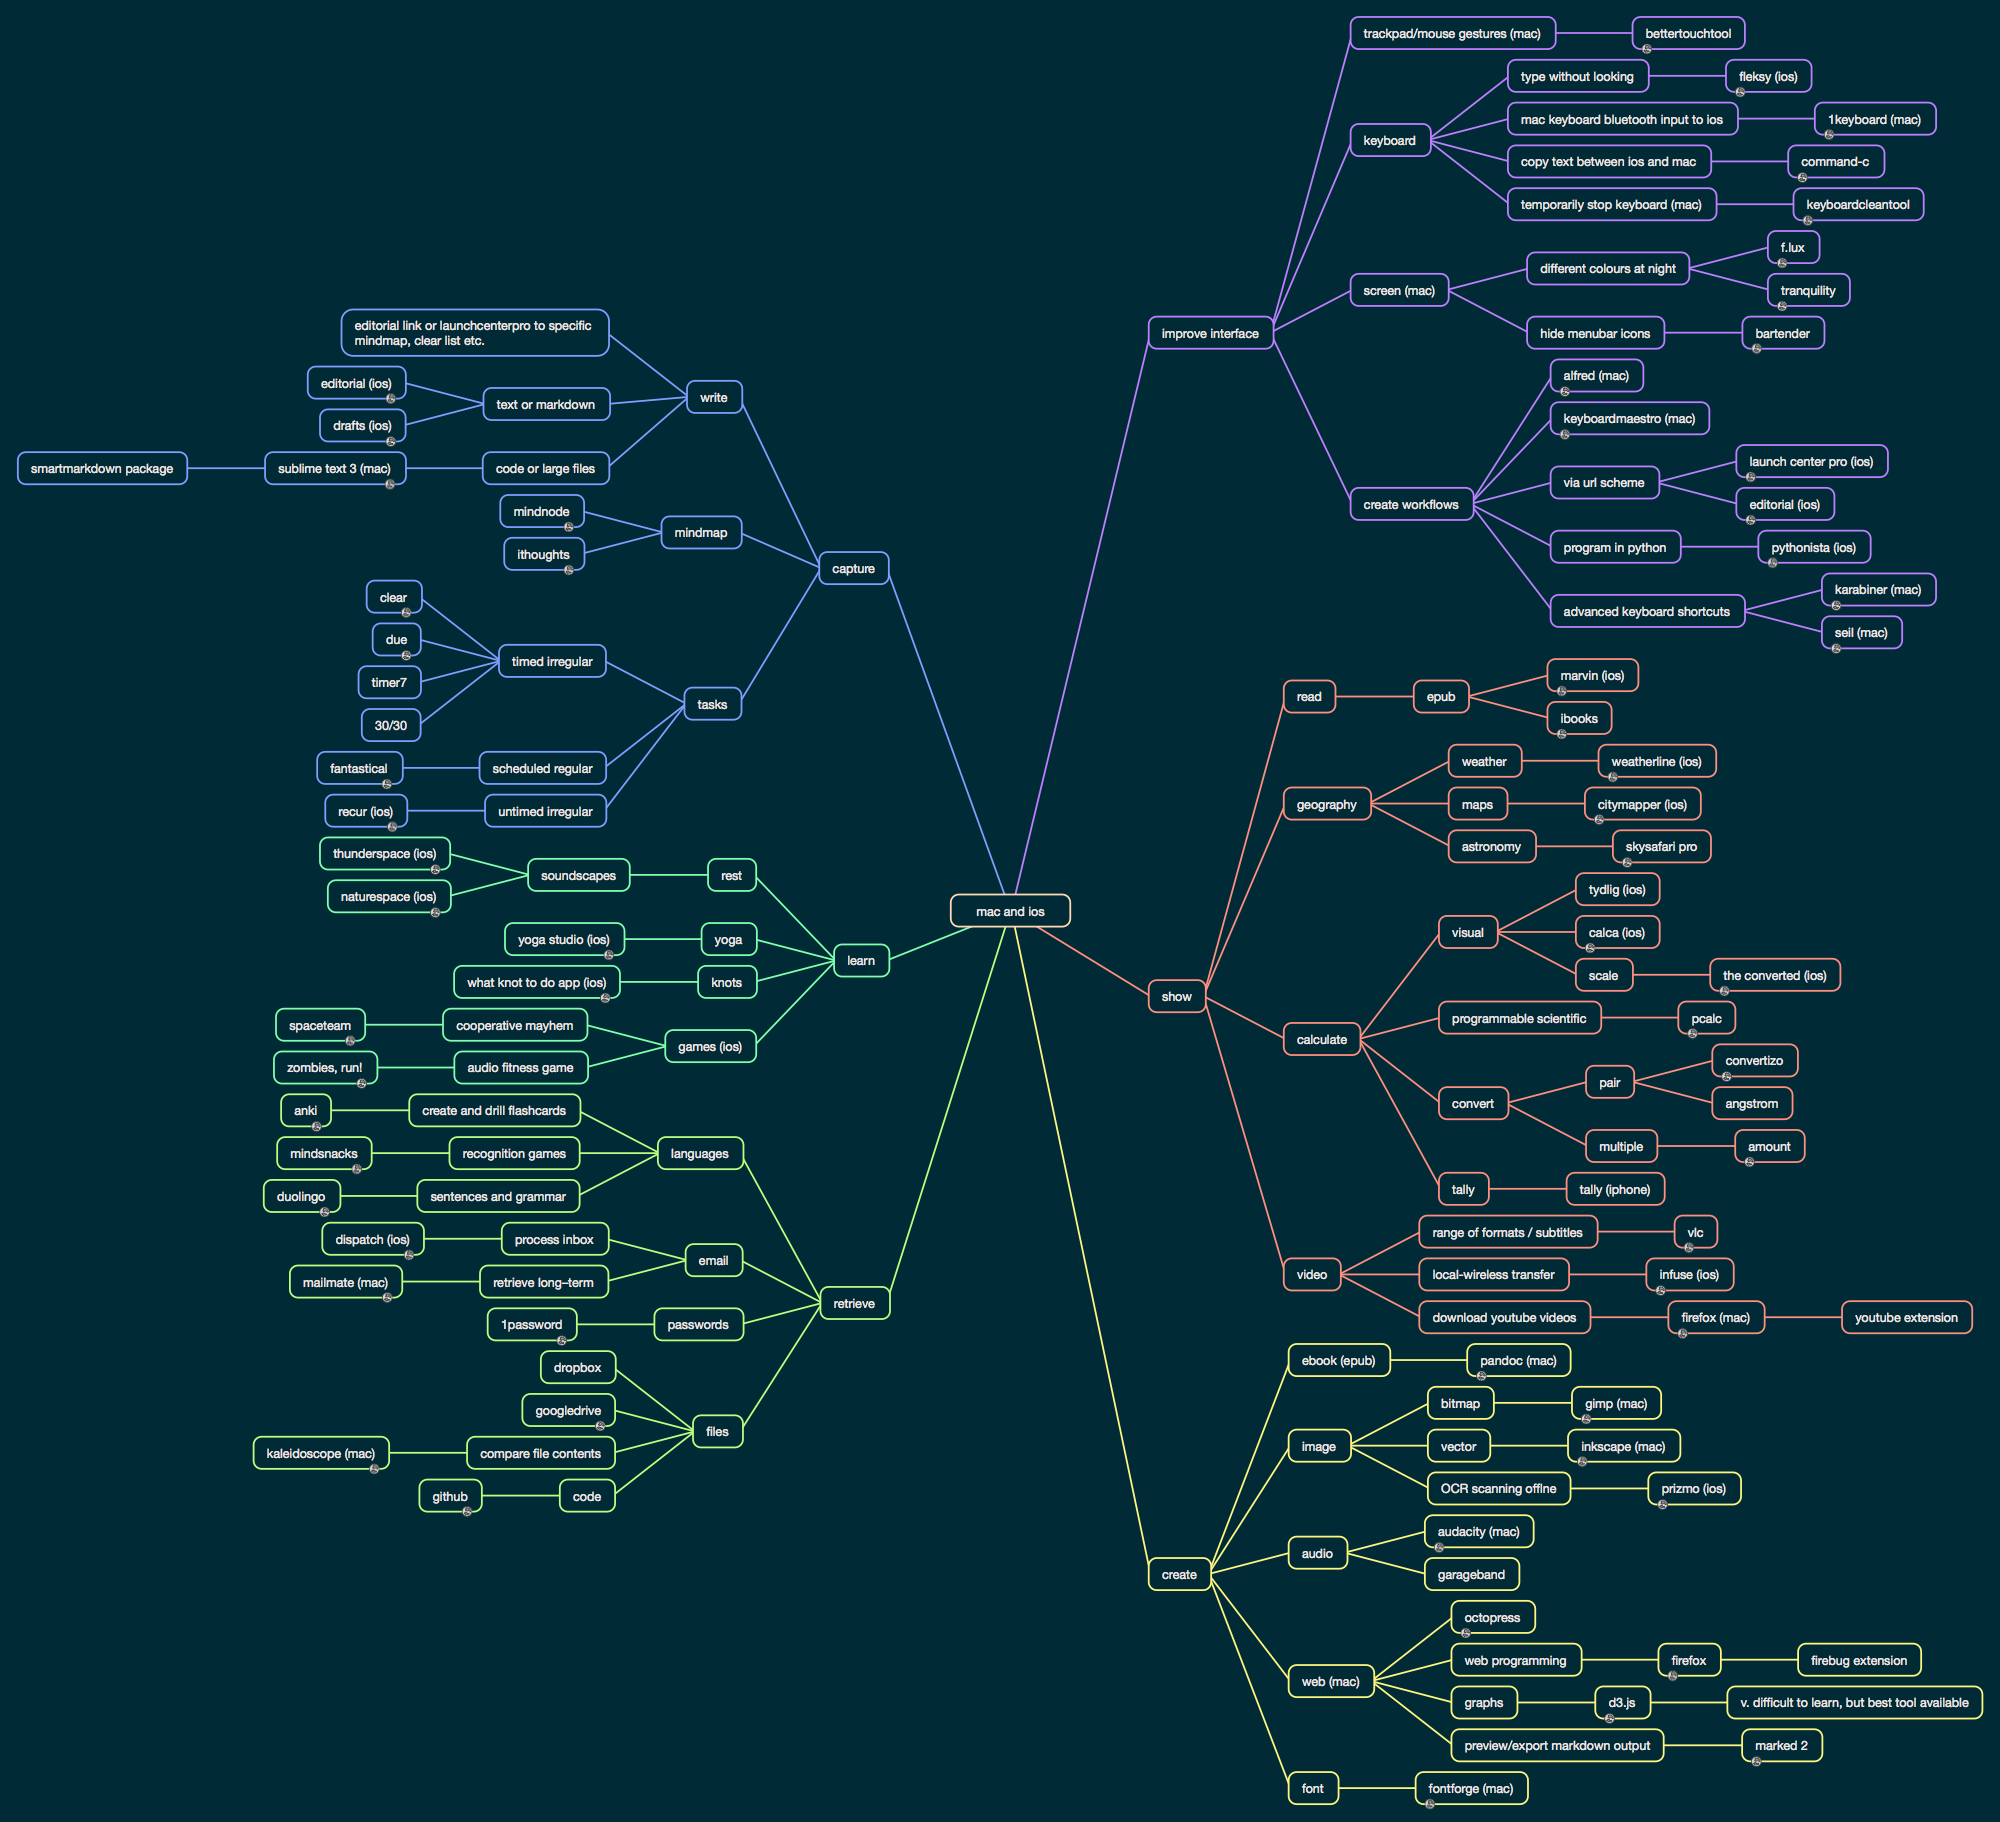 mac and ios
improve interface
trackpad/mouse gestures (mac)
bettertouchtool
keyboard
type without looking
fleksy (ios)
mac keyboard bluetooth input to ios
1keyboard (mac)
copy text between ios and mac
command-c
temporarily stop keyboard (mac)
keyboardcleantool
screen (mac)
different colours at night
f.lux
tranquility
hide menubar icons
bartender
create workflows
alfred (mac)
keyboardmaestro (mac)
via url scheme
launch center pro (ios)
editorial (ios)
program in python
pythonista (ios)
advanced keyboard shortcuts
karabiner (mac)
seil (mac)
show
read
epub
marvin (ios)
ibooks
geography
weather
weatherline (ios)
maps
citymapper (ios)
astronomy
skysafari pro
calculate
visual
tydlig (ios)
calca (ios)
scale
the converted (ios)
programmable scientific
pcalc
convert
pair
convertizo
angstrom
multiple
amount
tally
tally (iphone)
video
range of formats / subtitles
vlc
local-wireless transfer
infuse (ios)
download youtube videos
firefox (mac)
youtube extension
create
ebook (epub)
pandoc (mac)
image
bitmap
gimp (mac)
vector
inkscape (mac)
OCR scanning offlne
prizmo (ios)
audio
audacity (mac)
garageband
web (mac)
octopress
web programming
firefox
firebug extension
graphs
d3.js
v. difficult to learn, but best tool available
preview/export markdown output
marked 2
font
fontforge (mac)
capture
write
editorial link or launchcenterpro to specific
mindmap, clear list etc.
text or markdown
editorial (ios)
drafts (ios)
code or large files
sublime text 3 (mac)
smartmarkdown package
mindmap
mindnode
ithoughts
tasks
timed irregular
clear
due
timer7
30/30
scheduled regular
fantastical
untimed irregular
recur (ios)
learn
rest
soundscapes
thunderspace (ios)
naturespace (ios)
yoga
yoga studio (ios)
knots
what knot to do app (ios)
games (ios)
cooperative mayhem
spaceteam
audio fitness game
zombies, run!
retrieve
languages
create and drill flashcards
anki
recognition games
mindsnacks
sentences and grammar
duolingo
email
process inbox
dispatch (ios)
retrieve long–term
mailmate (mac)
passwords
1password
files
dropbox
googledrive
compare file contents
kaleidoscope (mac)
code
github